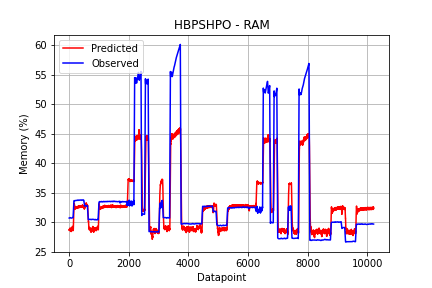 HBPSHPO - RAM
Predicted
Observed
Memory (%)
60
55
50
45
40
35
30
25
0
2000
4000
6000
8000
10000
Datapoint